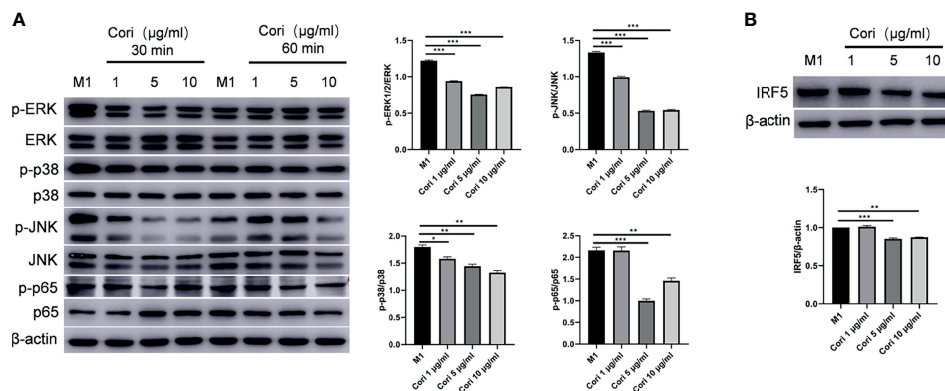 A
Cori (μg/ml)
30 min
Cori (μg/ml)
60 min
M1 1 5 10 M1 1 5 10
p-ERK
ERK
p-p38
p38
p-JNK
JNK
p-p65
p65
β-actin
p-ERK1/2/ERK
1.5
1.0
0.5
0.0
***
***
***
M1
Cori 1 μg/ml
Cori 5 μg/ml
Cori 10 μg/ml
p-JNK/JNK
1.5
1.0
0.5
0.0
***
***
***
M1
Cori 1 μg/ml
Cori 5 μg/ml
Cori 10 μg/ml
p-p38/p38
2.0
1.5
1.0
0.5
0.0
**
**
*
M1
Cori 1 μg/ml
Cori 5 μg/ml
Cori 10 μg/ml
p-p65/p65
2.5
2.0
1.5
1.0
0.5
0.0
**
***
M1
Cori 1 μg/ml
Cori 5 μg/ml
Cori 10 μg/ml
B
Cori (μg/ml)
M1 1 5 10
IRF5
β-actin
IRF5/β-actin
1.5
1.0
0.5
0.0
**
***
M1
Cori 1 μg/ml
Cori 5 μg/ml
Cori 10 μg/ml